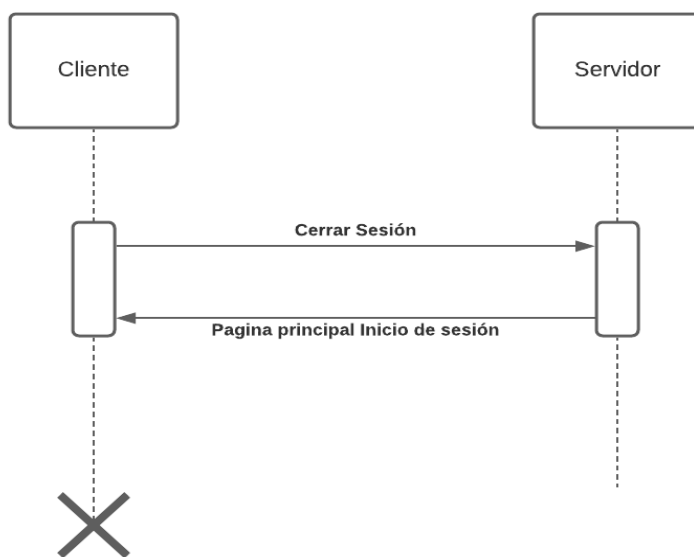 Cliente
Servidor
Cerrar Sesión
Pagina principal Inicio de sesión